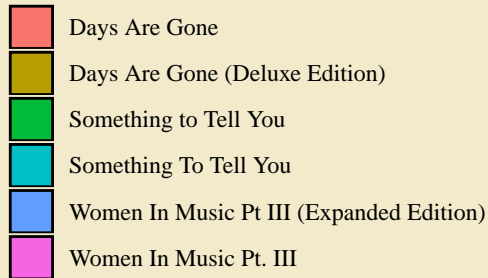 Days Are Gone
Days Are Gone (Deluxe Edition)
Something to Tell You
Something To Tell You
Women In Music Pt III (Expanded Edition)
Women In Music Pt. III